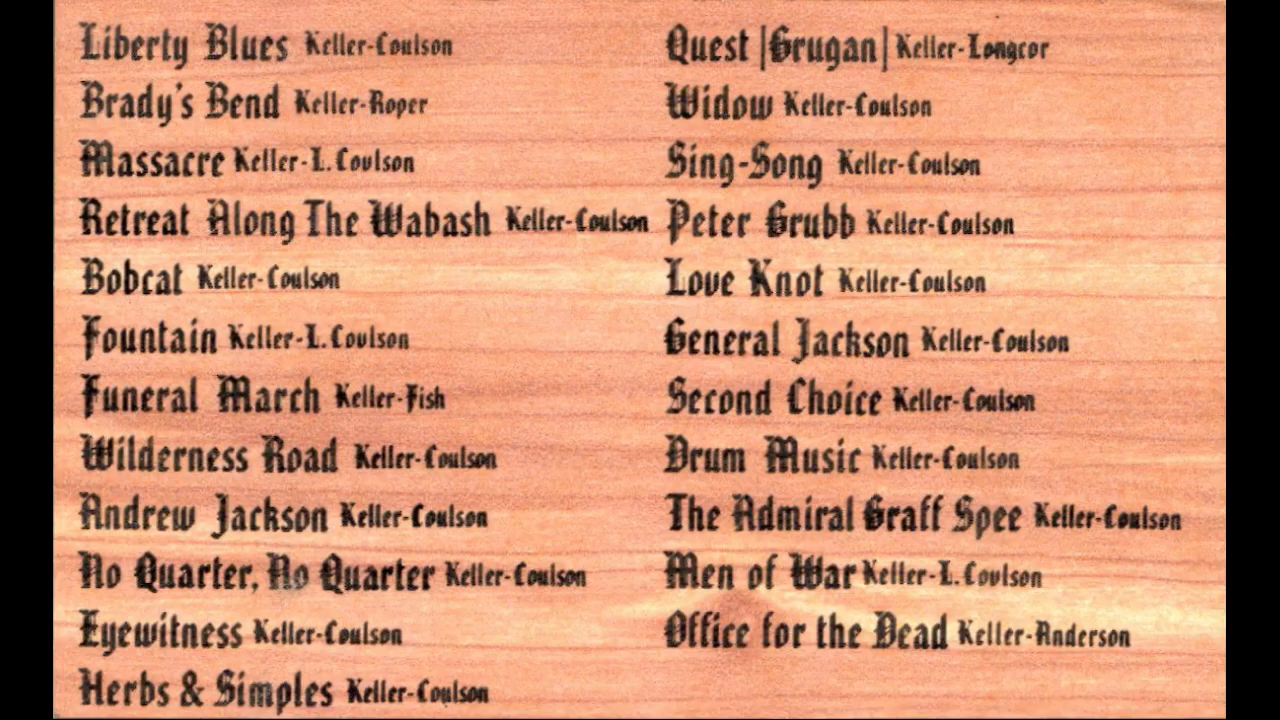 Liberty Blues Keller-Coulson
Brady's Bend Keller-Roper
Massacre Keller-L. Coulson
Retreat Along The Wabash Keller-Coulson
Bobcat Keller-Coulson
Fountain Keller-L. Coulson
Funeral March Keller-Fish
Wilderness Road Keller-Coulson
Andrew Jackson Keller-Coulson
No Quarter, No Quarter Keller-Coulson
Eyewitness Keller-Coulson
Herbs & Simples Keller-Coulson
Quest |Grugan| Keller-Longcor
Widow Keller-Coulson
Sing-Song Keller-Coulson
Peter Grubb Keller-Coulson
Love Knot Keller-Coulson
General Jackson Keller-Coulson
Second Choice Keller-Coulson
Drum Music Keller-Coulson
The Admiral Graff Spee Keller-Coulson
Men of War Keller-L. Coulson
Office for the Dead Keller-Anderson